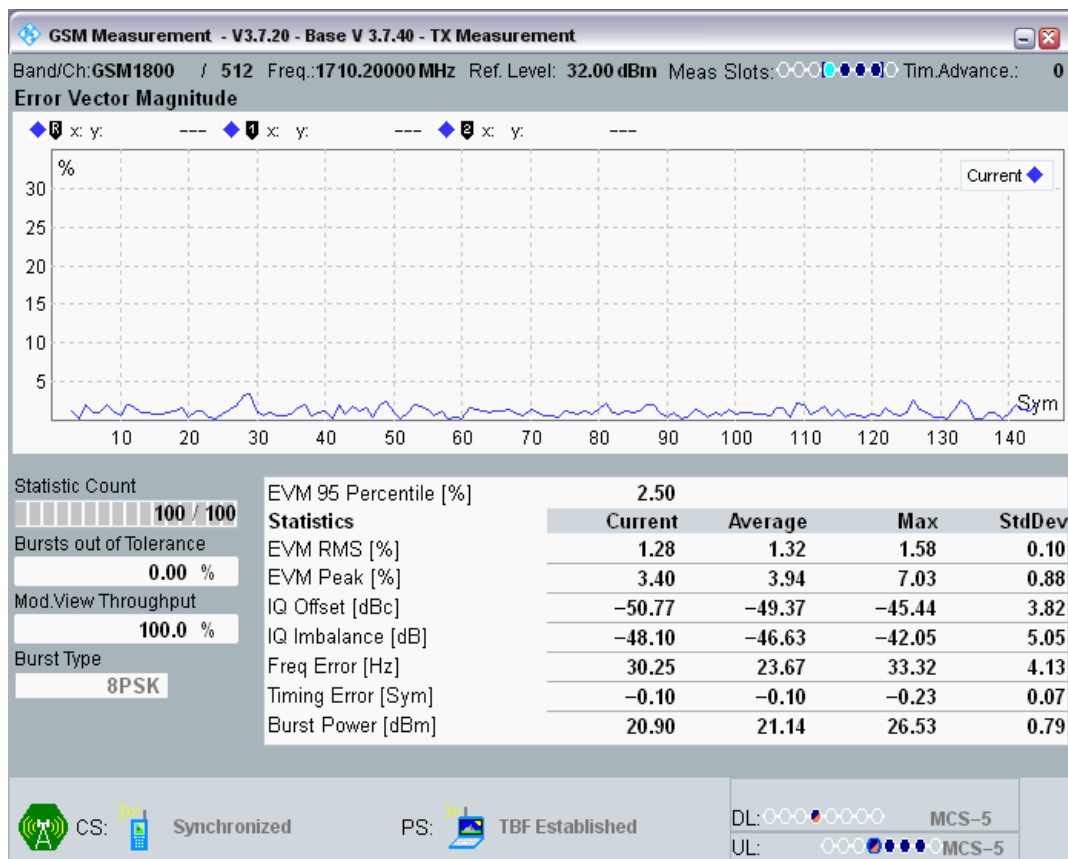 GSM Measurement - V3.7.20 - Base V 3.7.40 - TX Measurement
Band/Ch:GSM1800 / 512 Freq.:1710.20000 MHz Ref. Level: 32.00 dBm Meas Slots: Tim.Advance.: 0
Error Vector Magnitude
R x: y: --- 1 x: y: --- 2 x: y: ---
%
Current
30
25
20
15
10
5
Sym
10 20 30 40 50 60 70 80 90 100 110 120 130 140
Statistic Count
100 / 100
Bursts out of Tolerance
0.00 %
Mod.View Throughput
100.0 %
Burst Type
8PSK
EVM 95 Percentile [%] 2.50
Statistics Current Average Max StdDev
EVM RMS [%] 1.28 1.32 1.58 0.10
EVM Peak [%] 3.40 3.94 7.03 0.88
IQ Offset [dBc] −50.77 −49.37 −45.44 3.82
IQ Imbalance [dB] −48.10 −46.63 −42.05 5.05
Freq Error [Hz] 30.25 23.67 33.32 4.13
Timing Error [Sym] −0.10 −0.10 −0.23 0.07
Burst Power [dBm] 20.90 21.14 26.53 0.79
CS: Synchronized PS: TBF Established
DL: MCS−5
UL: MCS−5